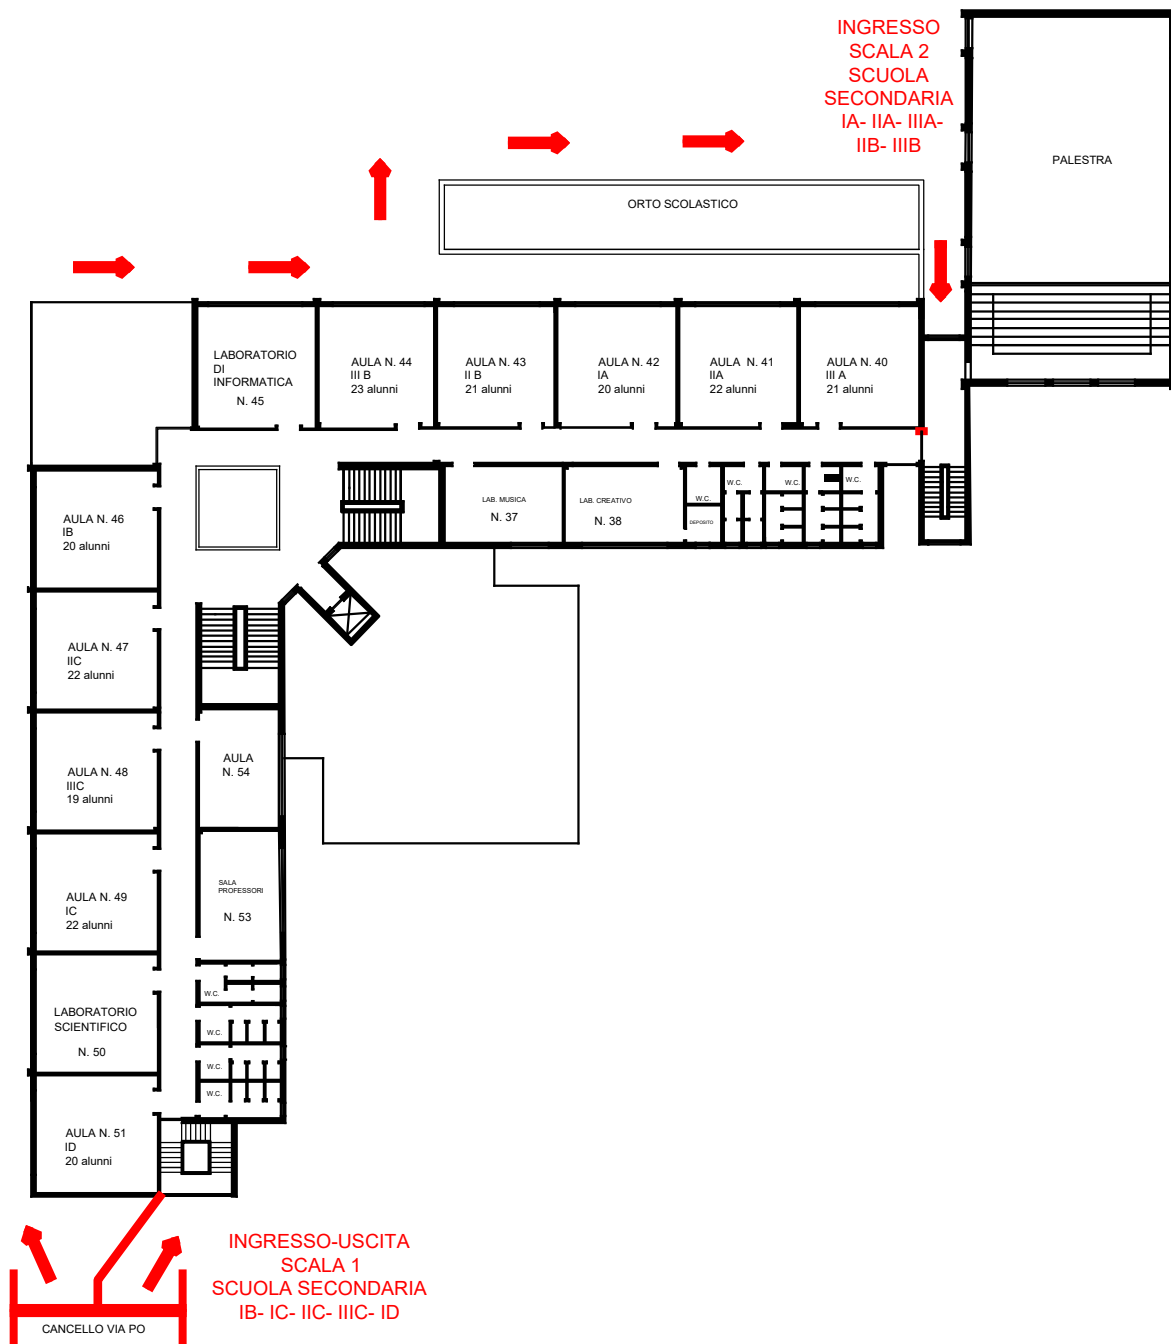 INGRESSO
SCALA 2
SCUOLA
SECONDARIA
IA- IIA- IIIA-
IIB- IIIB
PALESTRA
ORTO SCOLASTICO
LABORATORIO
DI
INFORMATICA
N. 45
AULA N. 44
III B
23 alunni
AULA N. 43
II B
21 alunni
AULA N. 42
IA
20 alunni
AULA N. 41
IIA
22 alunni
AULA N. 40
III A
21 alunni
LAB. MUSICA
N. 37
LAB. CREATIVO
N. 38
W.C.
DEPOSITO
W.C.
W.C.
W.C.
AULA N. 46
IB
20 alunni
AULA N. 47
IIC
22 alunni
AULA N. 48
IIIC
19 alunni
AULA
N. 54
AULA N. 49
IC
22 alunni
SALA
PROFESSORI
N. 53
LABORATORIO
SCIENTIFICO
N. 50
W.C.
W.C.
W.C.
W.C.
AULA N. 51
ID
20 alunni
INGRESSO-USCITA
SCALA 1
SCUOLA SECONDARIA
IB- IC- IIC- IIIC- ID
CANCELLO VIA PO